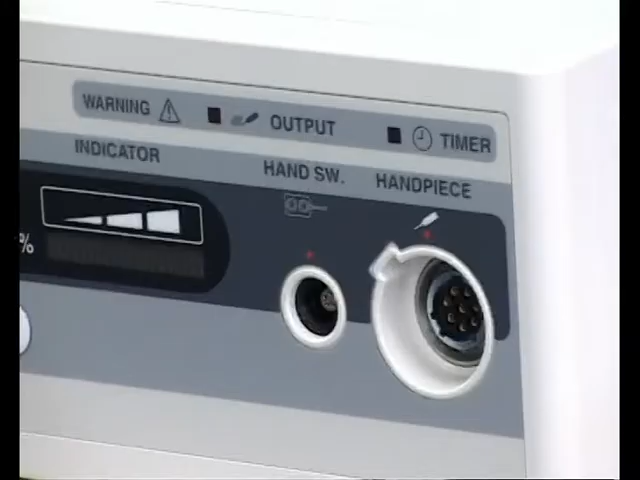 WARNING OUTPUT TIMER
INDICATOR HAND SW. HANDPIECE
%